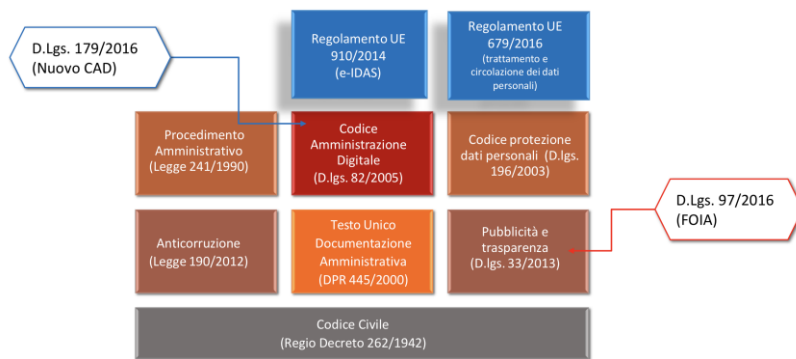 D.Lgs. 179/2016
(Nuovo CAD)
Regolamento UE
910/2014
(e-IDAS)
Regolamento UE
679/2016
(trattamento e
circolazione dei dati
personali)
Procedimento
Amministrativo
(Legge 241/1990)
Codice
Amministrazione
Digitale
(D.lgs. 82/2005)
Codice protezione
dati personali (D.lgs.
196/2003)
D.Lgs. 97/2016
(FOIA)
Anticorruzione
(Legge 190/2012)
Testo Unico
Documentazione
Amministrativa
(DPR 445/2000)
Pubblicità e
trasparenza
(D.lgs. 33/2013)
Codice Civile
(Regio Decreto 262/1942)